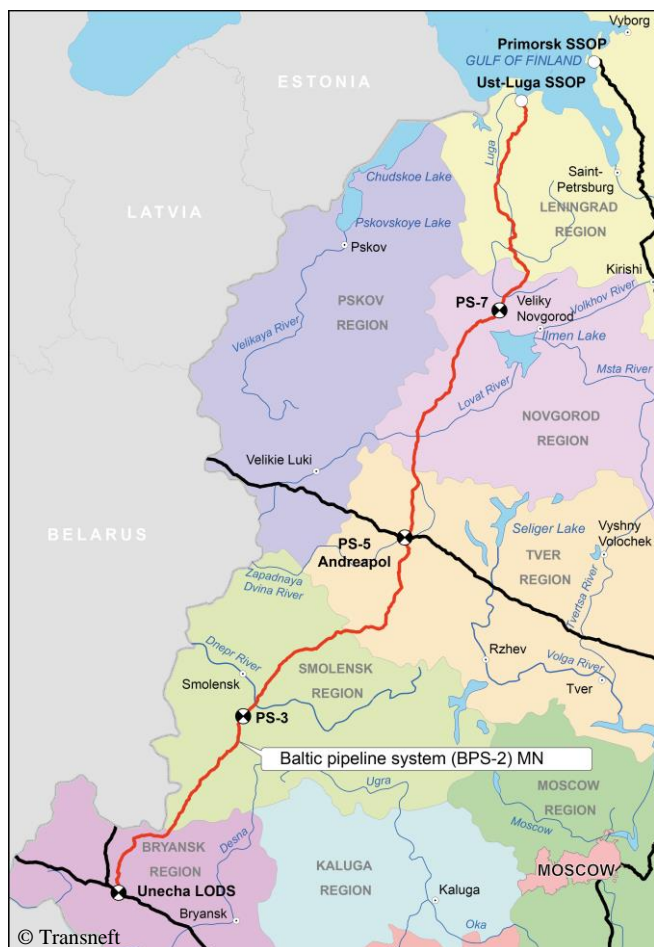 Vyborg
Primorsk SSOP
GULF OF FINLAND
Ust-Luga SSOP
ESTONIA
Luga
Chudskoe Lake
Saint-
Petrsburg
LENINGRAD
REGION
LATVIA
Pskovskoye Lake
Pskov
Kirishi
PSKOV
REGION
PS-7
Veliky
Novgorod
Volkhov River
Velikaya River
Ilmen Lake
Msta River
Lovat River
NOVGOROD
REGION
Velikie Luki
BELARUS
Seliger Lake
Vyshny
Volochek
PS-5
Andreapol
TVER
REGION
Zapadnaya
Dvina River
Tvertsa River
Dnepr River
Rzhev
Volga River
SMOLENSK
REGION
Smolensk
Tver
PS-3
Baltic pipeline system (BPS-2) MN
Ugra
MOSCOW
REGION
Moscow
Desna
BRYANSK
REGION
KALUGA
REGION
MOSCOW
Unecha LODS
Kaluga
Bryansk
Oka
© Transneft